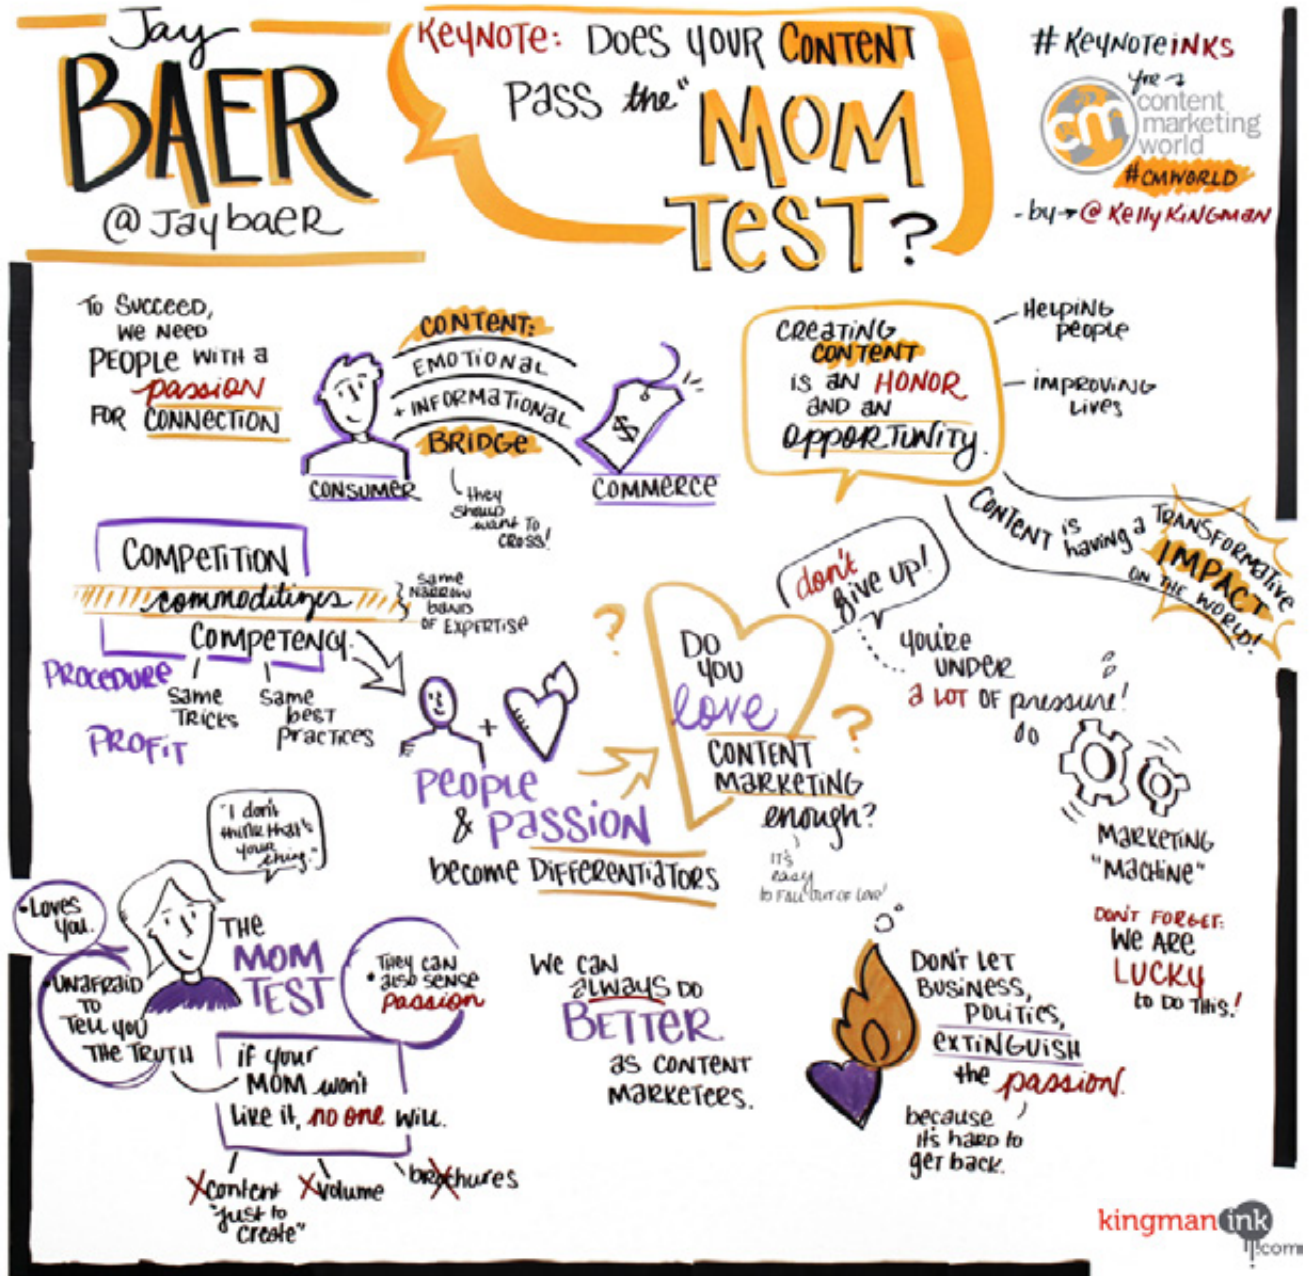 Jay
BAER
@Jaybaer
KEYNOTE: DOES YOUR CONTENT
PASS the "MOM
TEST?
#KEYNOTEINKS
content
marketing
world
cm
#CMWORLD
- by → @KellyKingman
TO SUCCEED,
WE NEED
PEOPLE WITH a
passion
FOR CONNECTION
CONTENT:
EMOTIONAL
+ INFORMATIONAL
BRIDGE
CONSUMER
COMMERCE
$
they
should
want to
cross!
CREATING
CONTENT
is an HONOR
AND an
OPPORTUNITY.
HELPING
people
IMPROVING
LIVES
CONTENT is having a TRANSFORMATIVE
IMPACT
ON THE WORLD!
COMPETITION
commoditizes
COMPETENCY.
same
NARROW
BAND
OF EXPERTISE
PROCEDURE
PROFIT
same
TRICKS
same
best
practices
+
PEOPLE
& PASSION
become DIFFERENTIATORS
?
DO
YOU
love
CONTENT
MARKETING
enough?
?
IT'S
easy
to FALL OUT OF LOVE!
don't
give up!
you're
UNDER
a LOT OF pressure!
MARKETING
"MACHINE"
DON'T FORGET:
WE ARE
LUCKY
to DO THIS!
"I don't
think that's
your
thing."
• Loves
you.
• UNAFRAID
TO
Tell you
THE TRUTH
THE
MOM
TEST
THEY CAN
• also sense
passion
if your
MOM won't
like it, no one will.
X content
"just to
create"
X volume
brochures
WE CAN
always DO
BETTER
as CONTENT
MARKETERS.
DON'T LET
BUSINESS,
POLITICS,
EXTINGUISH
the passion.
because
it's hard to
get back.
kingman ink
.com